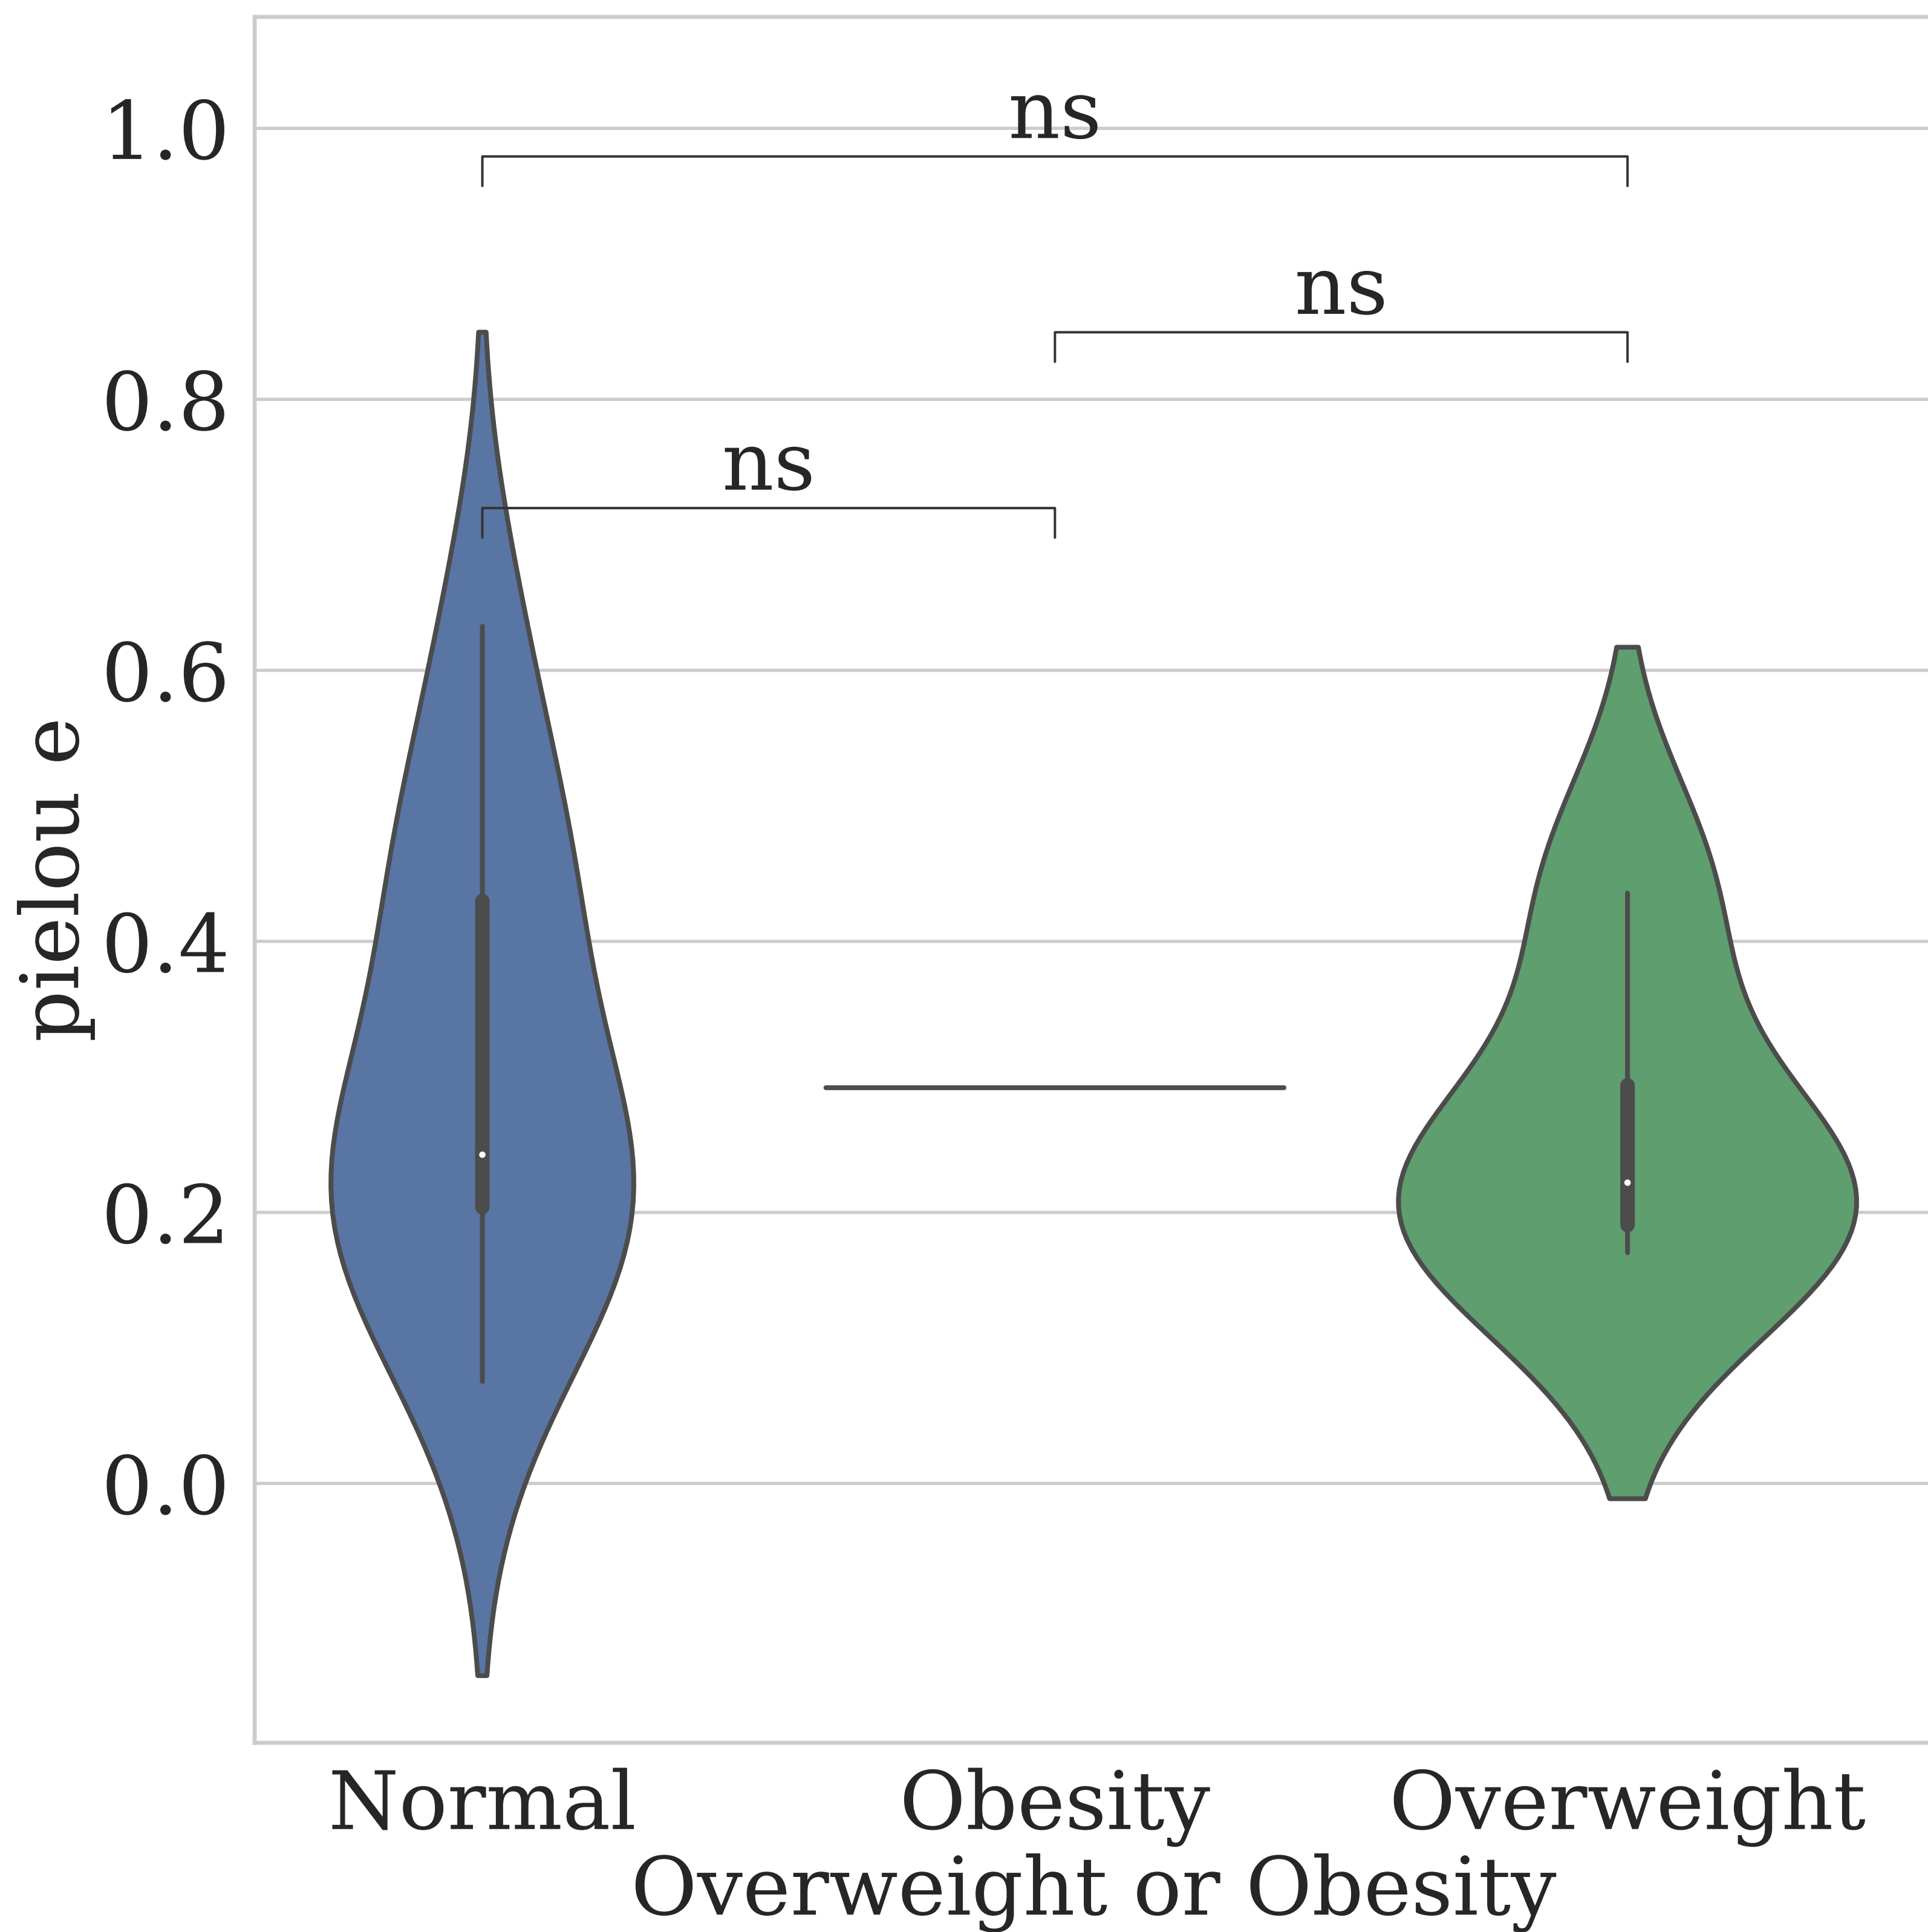 1.0
0.8
0.6
0.4
0.2
0.0
pielou e
ns
ns
ns
Normal Obesity Overweight
Overweight or Obesity